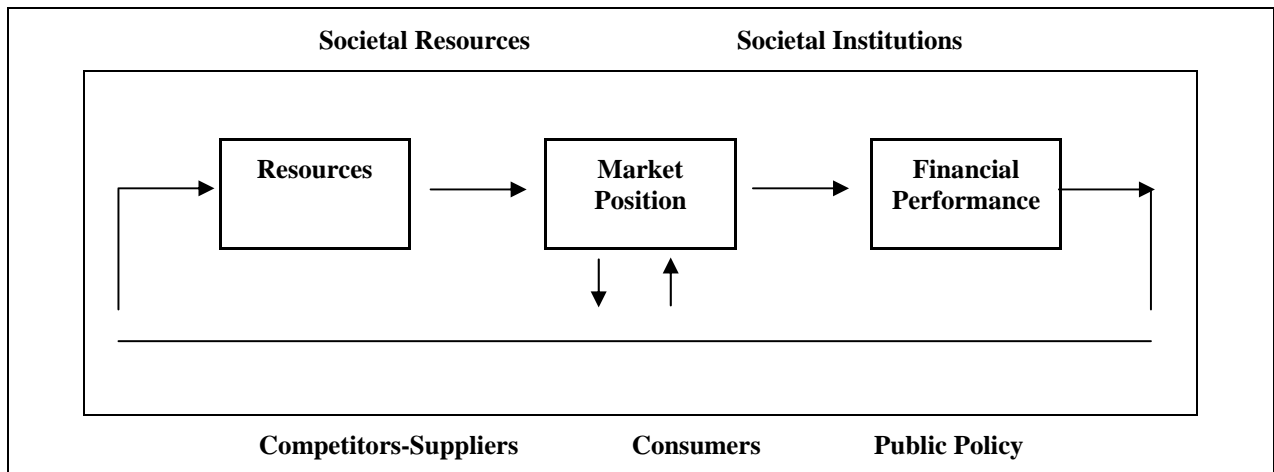 Societal Resources Societal Institutions
Resources
Market
Position
Financial
Performance
Competitors-Suppliers Consumers Public Policy